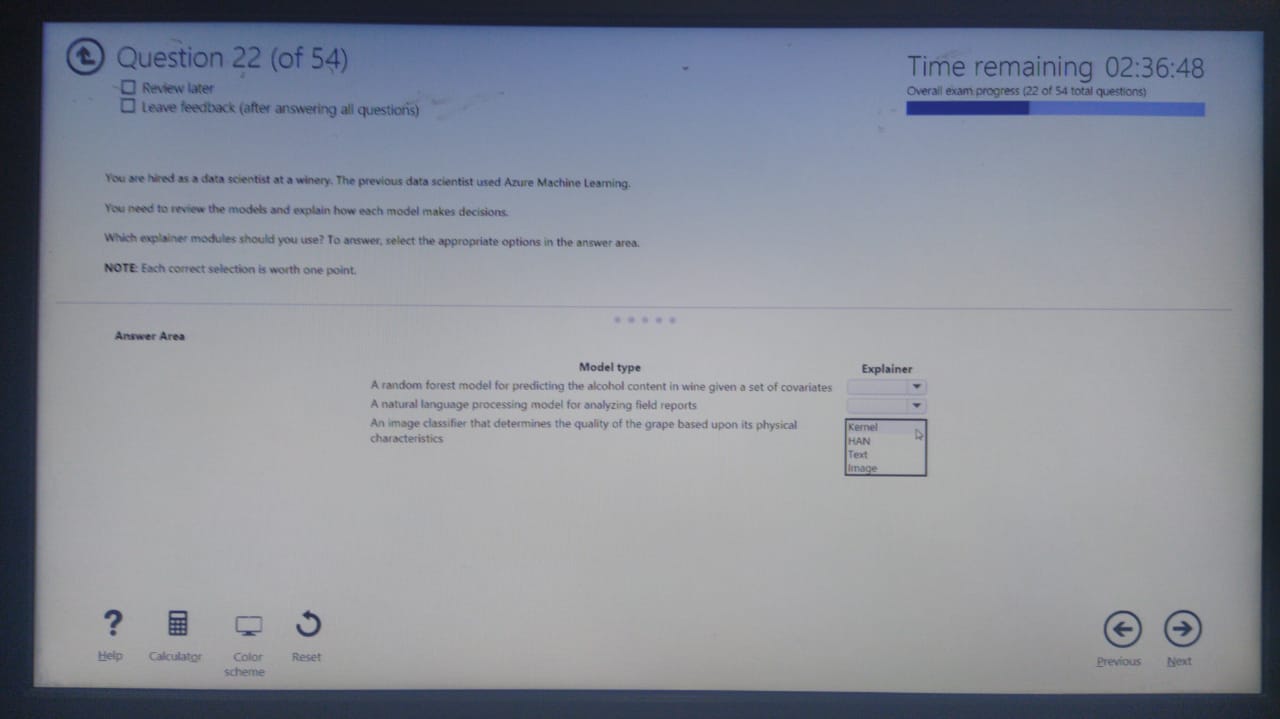 Question 22 (of 54)
Review later
Leave feedback (after answering all questions)
Time remaining 02:36:48
Overall exam progress (22 of 54 total questions)
You are hired as a data scientist at a winery. The previous data scientist used Azure Machine Learning.
You need to review the models and explain how each model makes decisions.
Which explainer modules should you use? To answer, select the appropriate options in the answer area.
NOTE: Each correct selection is worth one point.
Answer Area
Model type Explainer
A random forest model for predicting the alcohol content in wine given a set of covariates
A natural language processing model for analyzing field reports
An image classifier that determines the quality of the grape based upon its physical
characteristics
Kernel
HAN
Text
Image
Help
Calculator
Color
scheme
Reset
Previous
Next